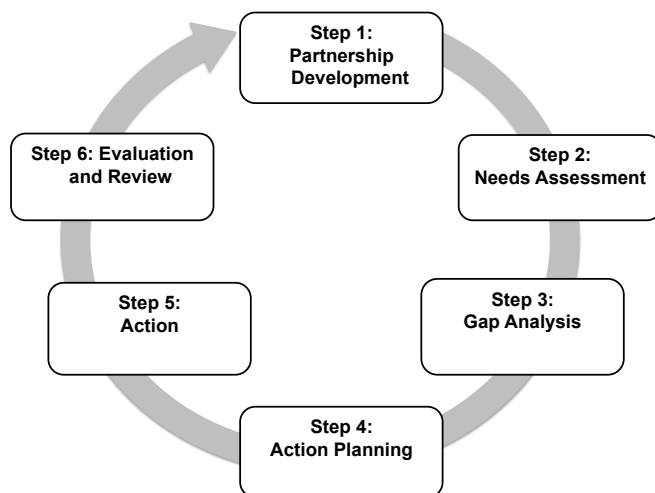 Step 1:
Partnership
Development
Step 2:
Needs Assessment
Step 3:
Gap Analysis
Step 4:
Action Planning
Step 5:
Action
Step 6: Evaluation
and Review